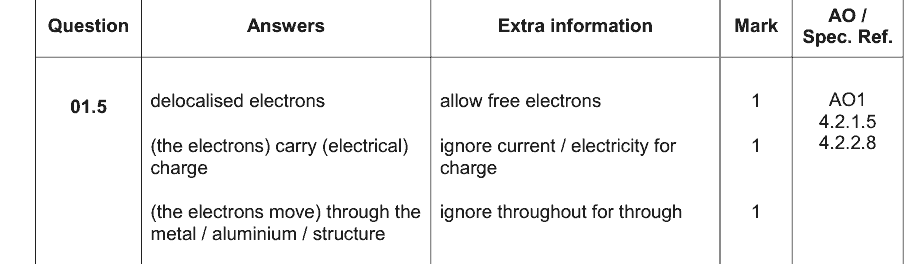 Question Answers Extra information Mark AO /
Spec. Ref.
01.5 delocalised electrons allow free electrons 1 AO1
4.2.1.5
(the electrons) carry (electrical) ignore current / electricity for 1 4.2.2.8
charge charge
(the electrons move) through the ignore throughout for through 1
metal / aluminium / structure